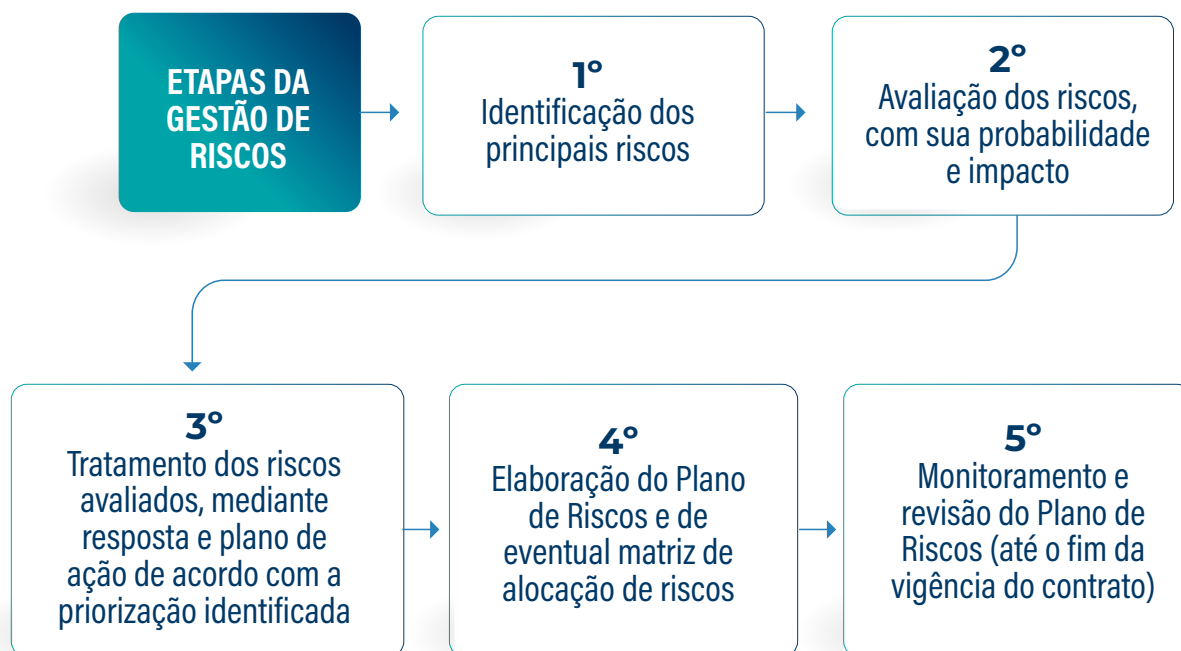 ETAPAS DA
GESTÃO DE
RISCOS
1º
Identificação dos
principais riscos
2º
Avaliação dos riscos,
com sua probabilidade
e impacto
3º
Tratamento dos riscos
avaliados, mediante
resposta e plano de
ação de acordo com a
priorização identificada
4º
Elaboração do Plano
de Riscos e de
eventual matriz de
alocação de riscos
5º
Monitoramento e
revisão do Plano de
Riscos (até o fim da
vigência do contrato)